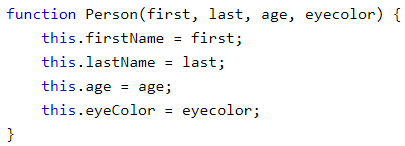 function Person(first, last, age, eyecolor) {
    this.firstName = first;
    this.lastName = last;
    this.age = age;
    this.eyeColor = eyecolor;
}